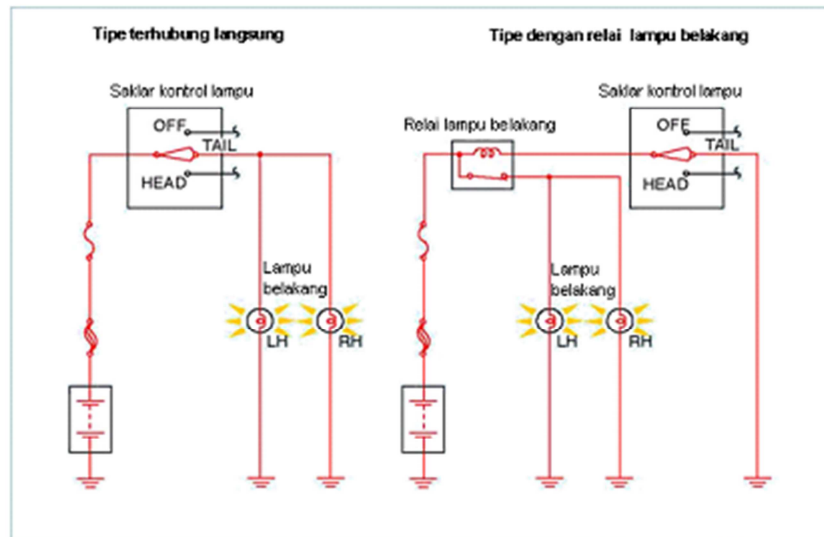 Tipe terhubung langsung
Saklar kontrol lampu
OFF
TAIL
HEAD
Lampu
belakang
LH
RH
Tipe dengan relai lampu belakang
Saklar kontrol lampu
Relai lampu belakang
OFF
TAIL
HEAD
Lampu
belakang
LH
RH